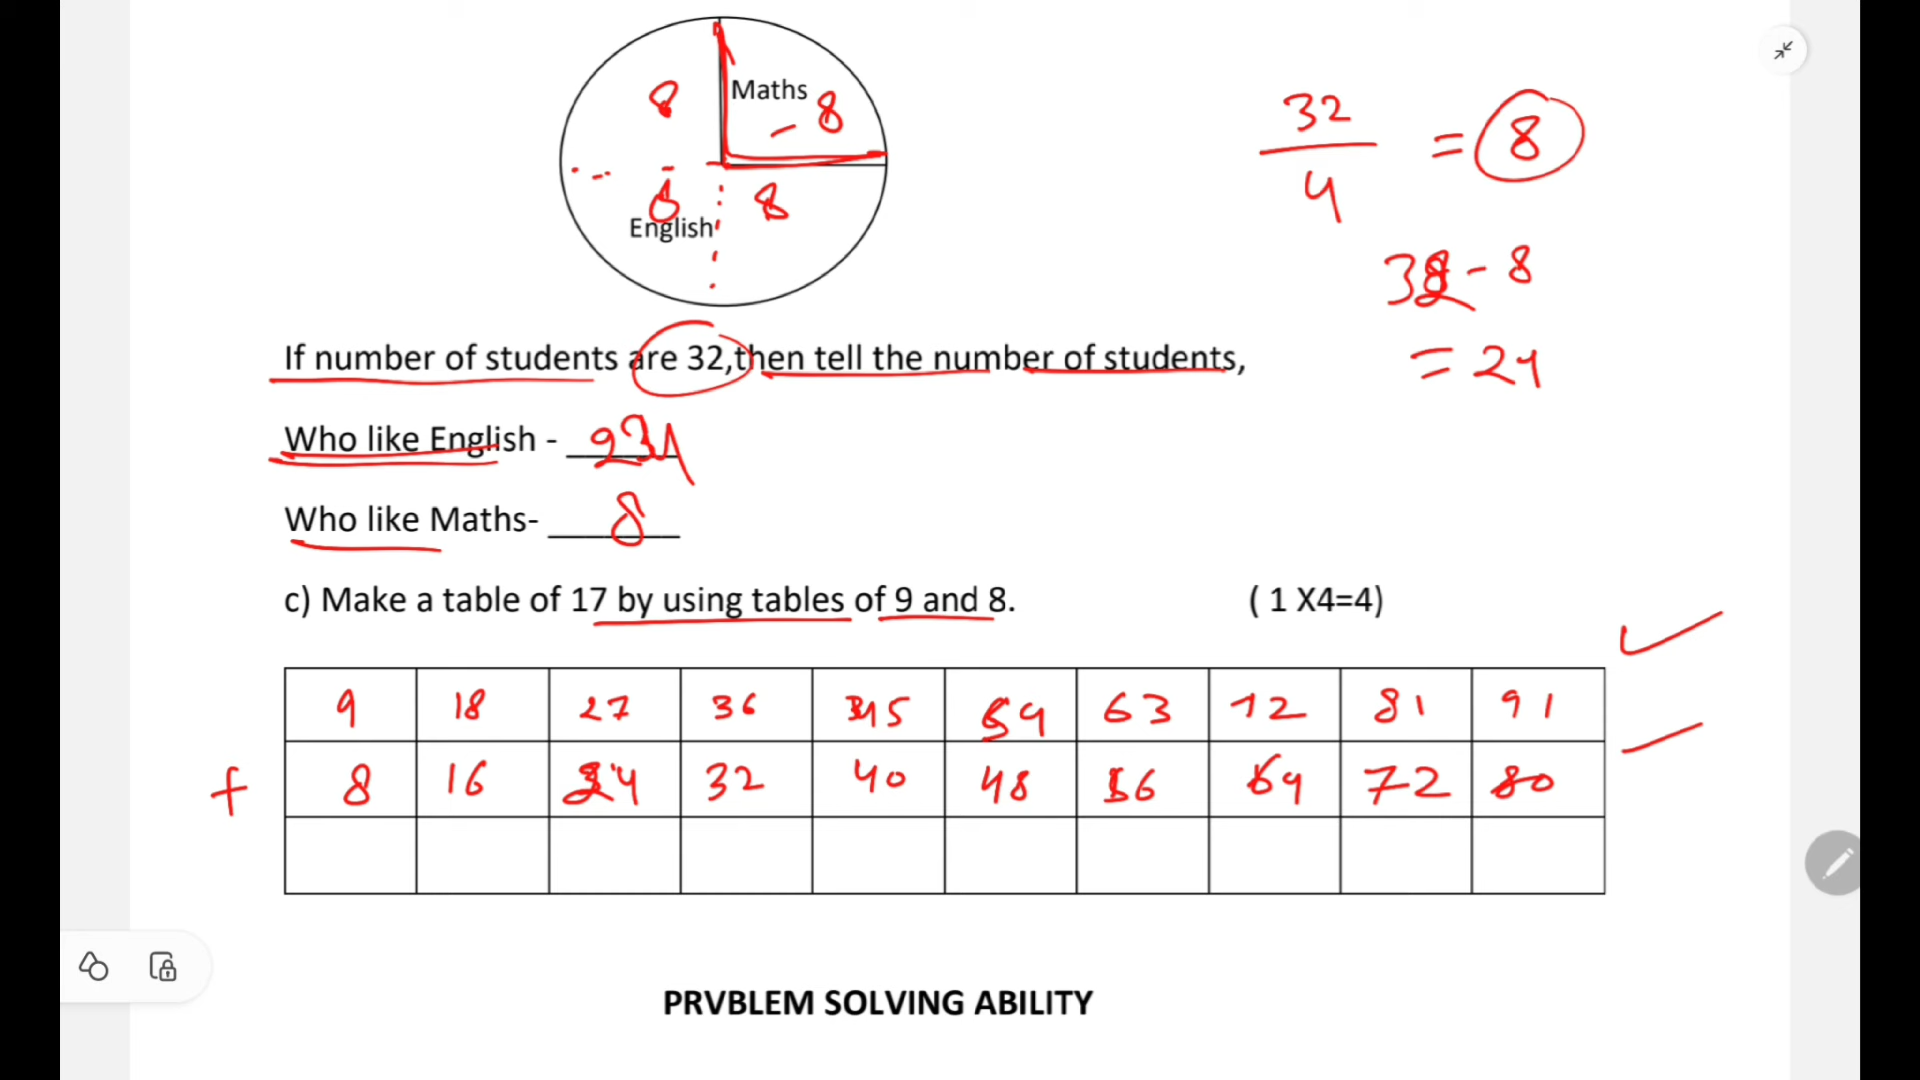 8 Maths - 8
8 8
English
32
4
= 8
32 - 8
= 24
If number of students are 32,then tell the number of students,
Who like English - 24
Who like Maths- 8
c) Make a table of 17 by using tables of 9 and 8. ( 1 X4=4)
9 18 27 36 45 54 63 72 81 91
+ 8 16 24 32 40 48 56 64 72 80
PRVBLEM SOLVING ABILITY